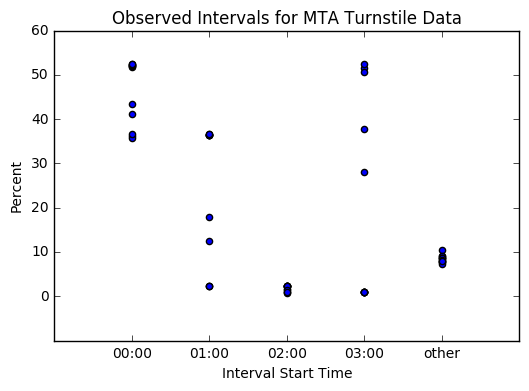 Observed Intervals for MTA Turnstile Data
60
50
40
30
20
10
0
Percent
00:00 01:00 02:00 03:00 other
Interval Start Time